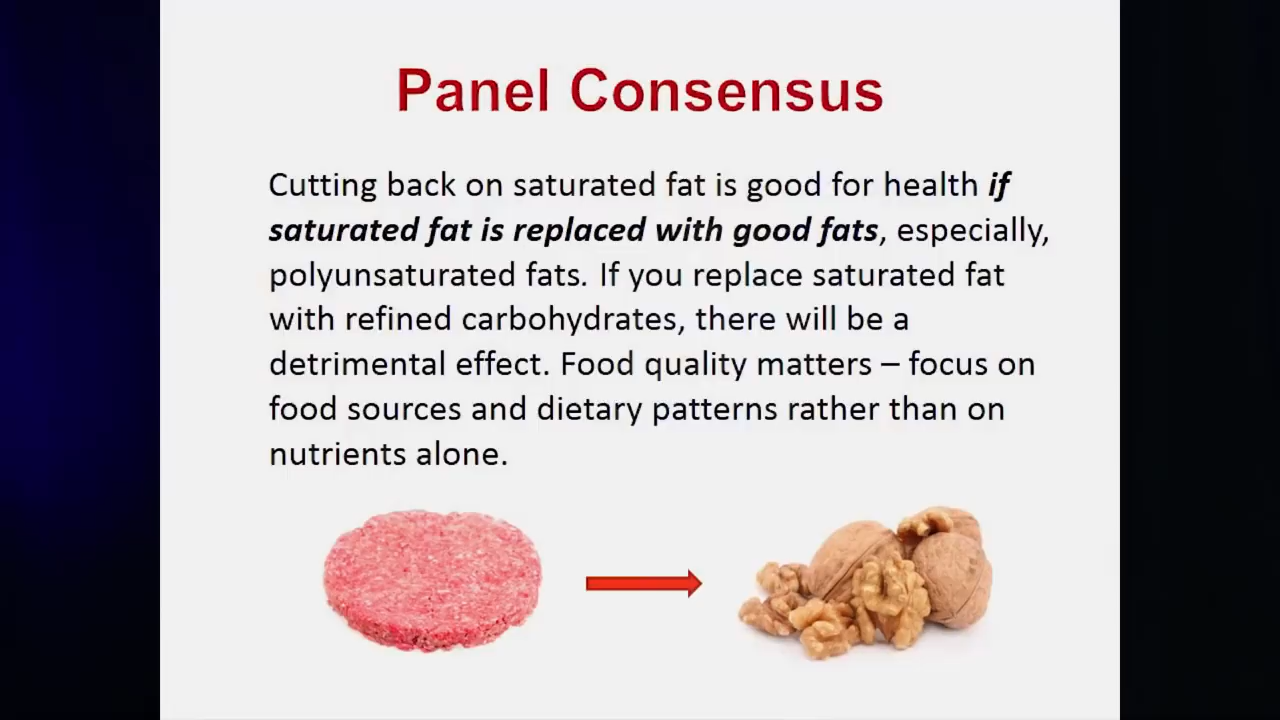 Panel Consensus
Cutting back on saturated fat is good for health if
saturated fat is replaced with good fats, especially,
polyunsaturated fats. If you replace saturated fat
with refined carbohydrates, there will be a
detrimental effect. Food quality matters – focus on
food sources and dietary patterns rather than on
nutrients alone.